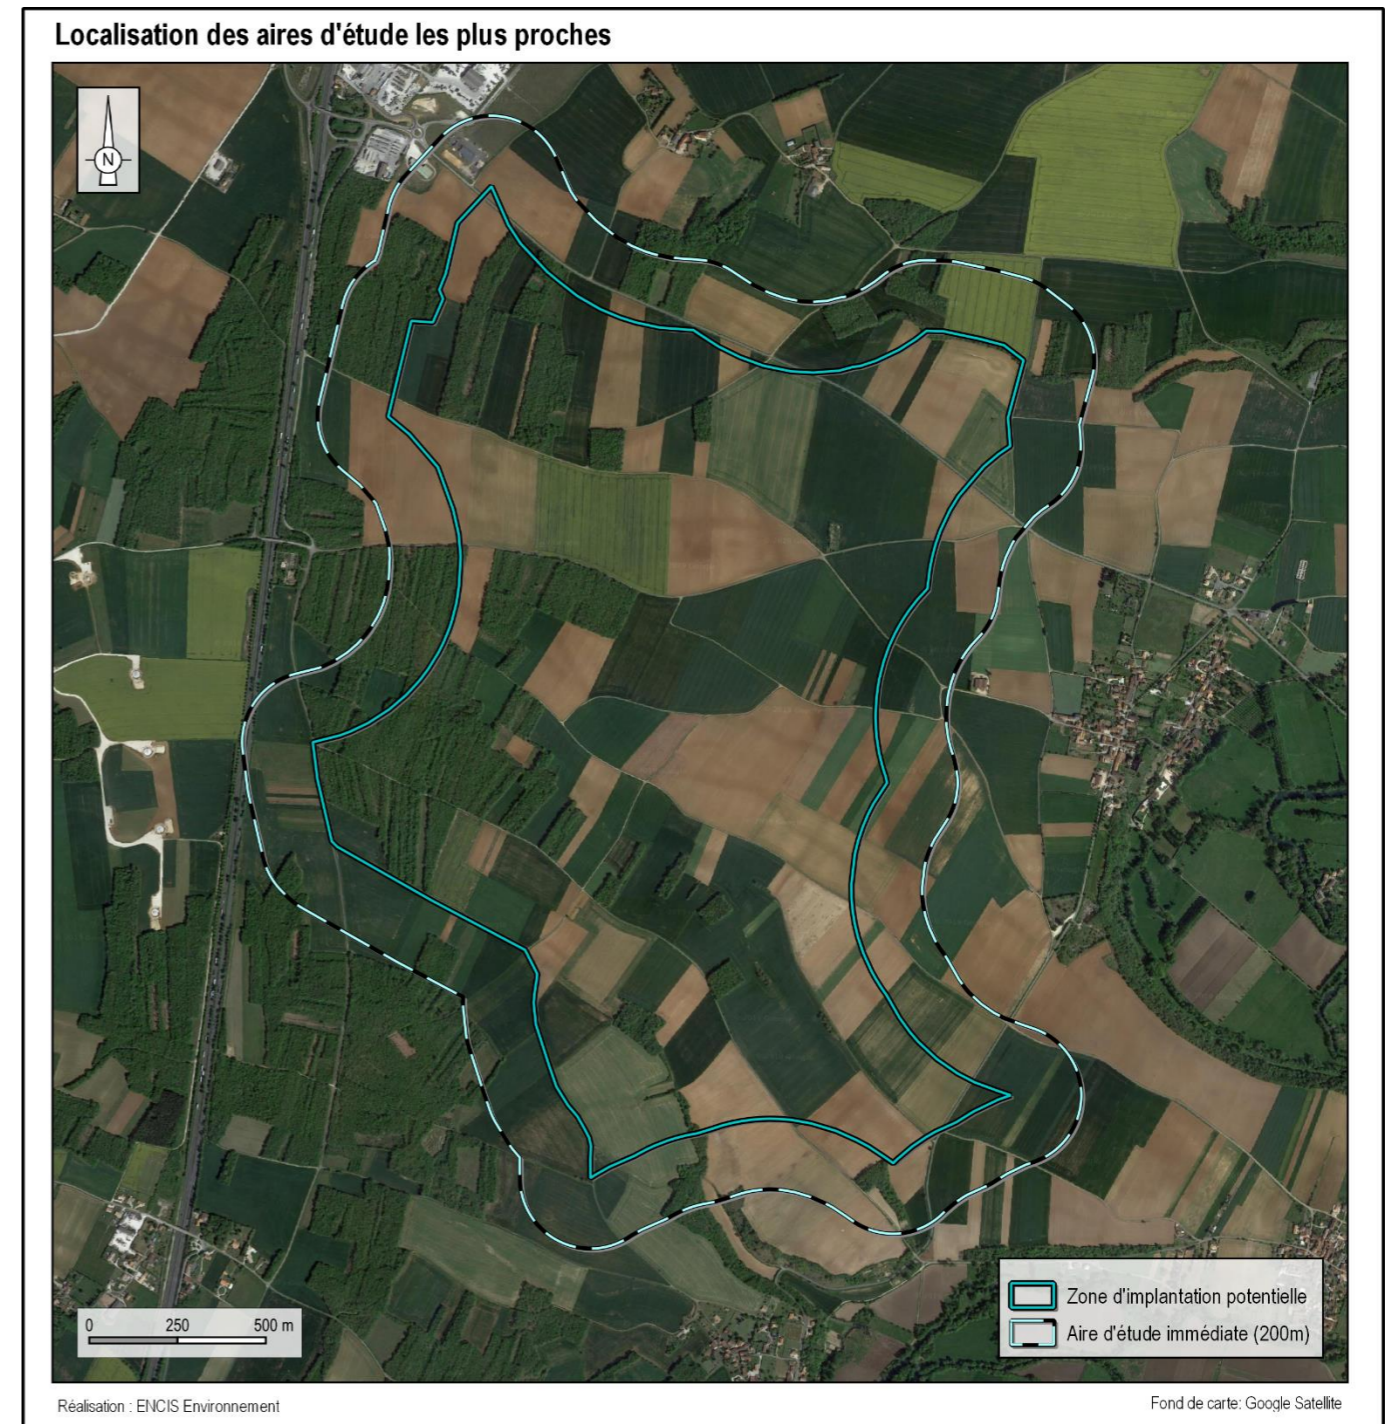 Localisation des aires d'étude les plus proches
N
0 250 500 m
Zone d'implantation potentielle
Aire d'étude immédiate (200m)
Réalisation : ENCIS Environnement
Fond de carte: Google Satellite